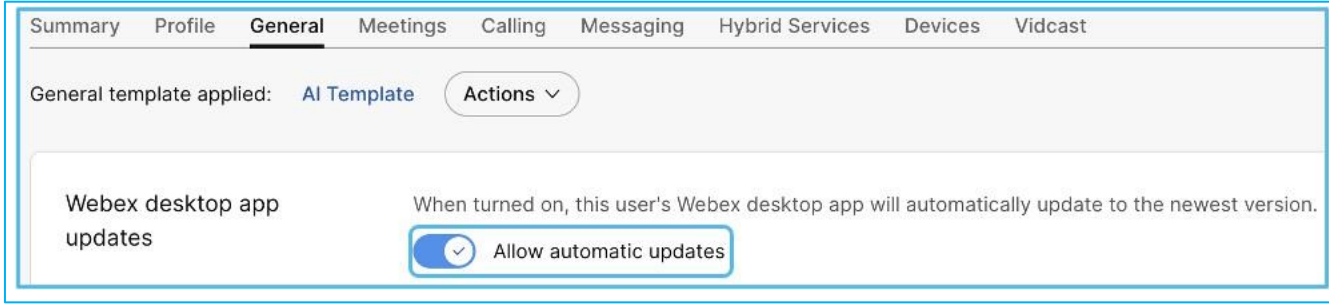 Summary Profile General Meetings Calling Messaging Hybrid Services Devices Vidcast
General template applied: AI Template Actions
Webex desktop app
updates
When turned on, this user's Webex desktop app will automatically update to the newest version.
Allow automatic updates